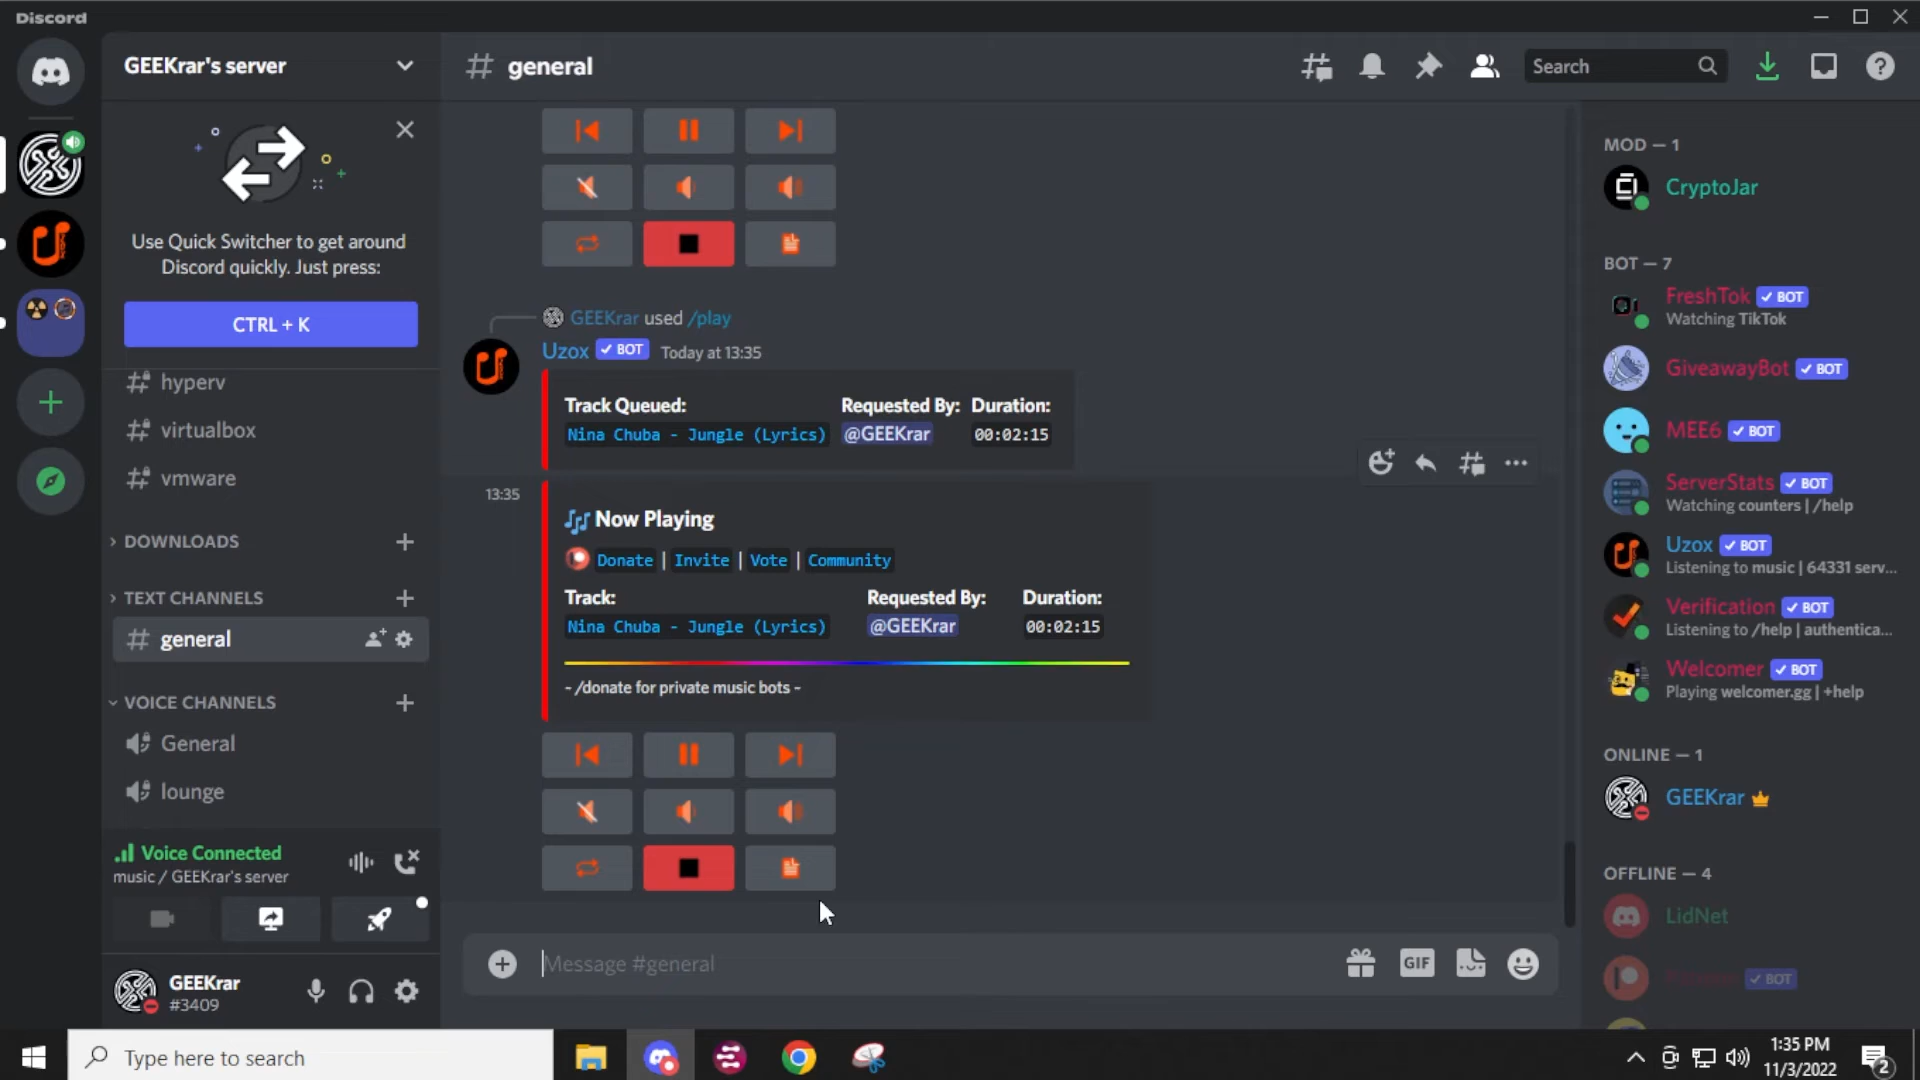 Discord
GEEKrar's server
general
Search
Use Quick Switcher to get around
Discord quickly. Just press:
CTRL + K
hyperv
virtualbox
vmware
DOWNLOADS
TEXT CHANNELS
general
VOICE CHANNELS
General
lounge
Voice Connected
music / GEEKrar's server
GEEKrar
#3409
GEEKrar used /play
Uzox BOT Today at 13:35
Track Queued: Requested By: Duration:
Nina Chuba - Jungle (Lyrics) @GEEKrar 00:02:15
13:35
Now Playing
Donate | Invite | Vote | Community
Track: Requested By: Duration:
Nina Chuba - Jungle (Lyrics) @GEEKrar 00:02:15
- /donate for private music bots -
Message #general
GIF
MOD — 1
CryptoJar
BOT — 7
FreshTok BOT
Watching TikTok
GiveawayBot BOT
MEE6 BOT
ServerStats BOT
Watching counters | /help
Uzox BOT
Listening to music | 64331 serv...
Verification BOT
Listening to /help | authentica...
Welcomer BOT
Playing welcomer.gg | +help
ONLINE — 1
GEEKrar
OFFLINE — 4
LidNet
BOT
Type here to search
1:35 PM
11/3/2022
2